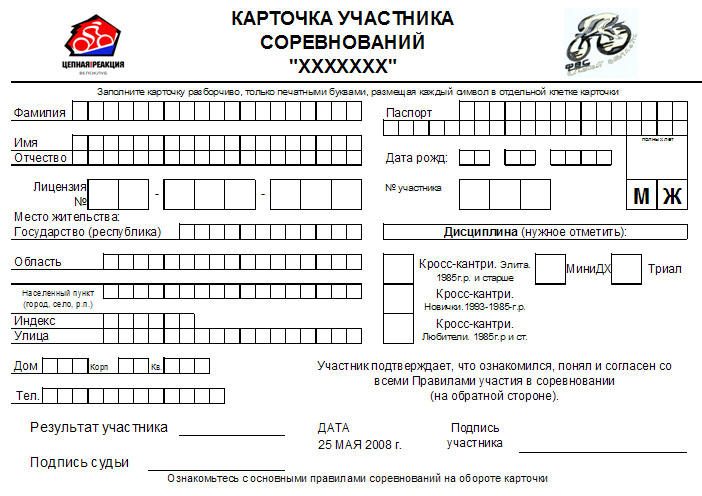 КАРТОЧКА УЧАСТНИКА
СОРЕВНОВАНИЙ
"XXXXXXX"
ЦЕПНАЯ РЕАКЦИЯ
ВЕЛОКЛУБ
ФВС
Заполните карточку разборчиво, только печатными буквами, размещая каждый символ в отдельной клетке карточки
Фамилия
Паспорт
Имя
полных лет
Отчество
Дата рожд:
Лицензия
№
- -
№ участника
М Ж
Место жительства:
Государство (республика)
Дисциплина (нужное отметить):
Область
Кросс-кантри. Элита.
1985г.р. и старше
МиниДХ
Триал
Населенный пункт
(город, село, р.п.)
Кросс-кантри.
Новички.1993-1985-г.р.
Индекс
Улица
Кросс-кантри.
Любители. 1985г.р и ст.
Дом Корп Кв.
Участник подтверждает, что ознакомился, понял и согласен со
всеми Правилами участия в соревновании
(на обратной стороне).
Тел.
Результат участника
ДАТА
25 МАЯ 2008 г.
Подпись
участника
Подпись судьи
Ознакомьтесь с основными правилами соревнований на обороте карточки